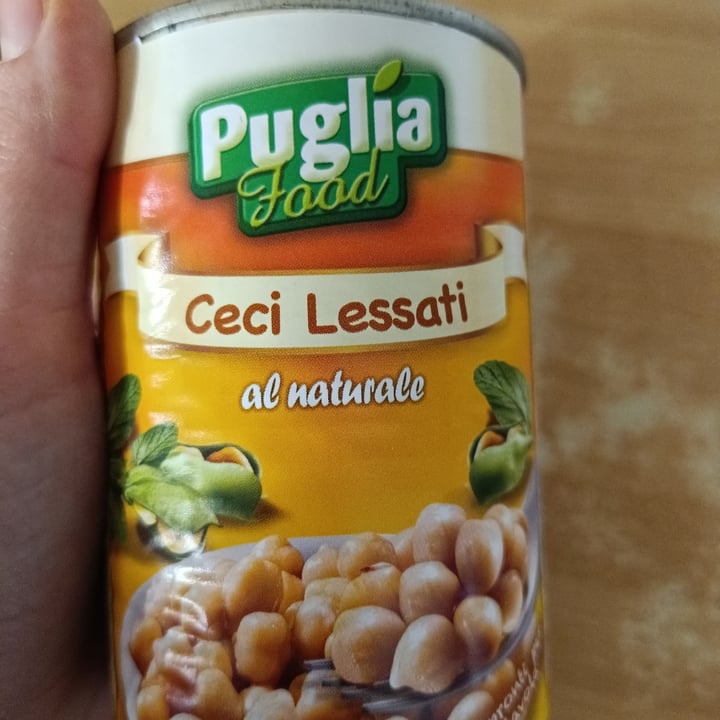 Puglia
Food
Ceci Lessati
al naturale